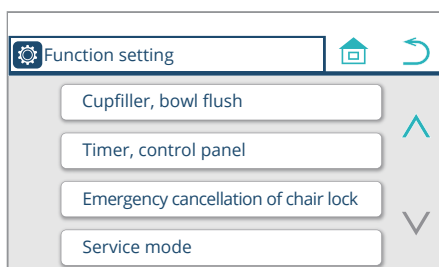 Function setting
Cupfiller, bowl flush
Timer, control panel
Emergency cancellation of chair lock
Service mode